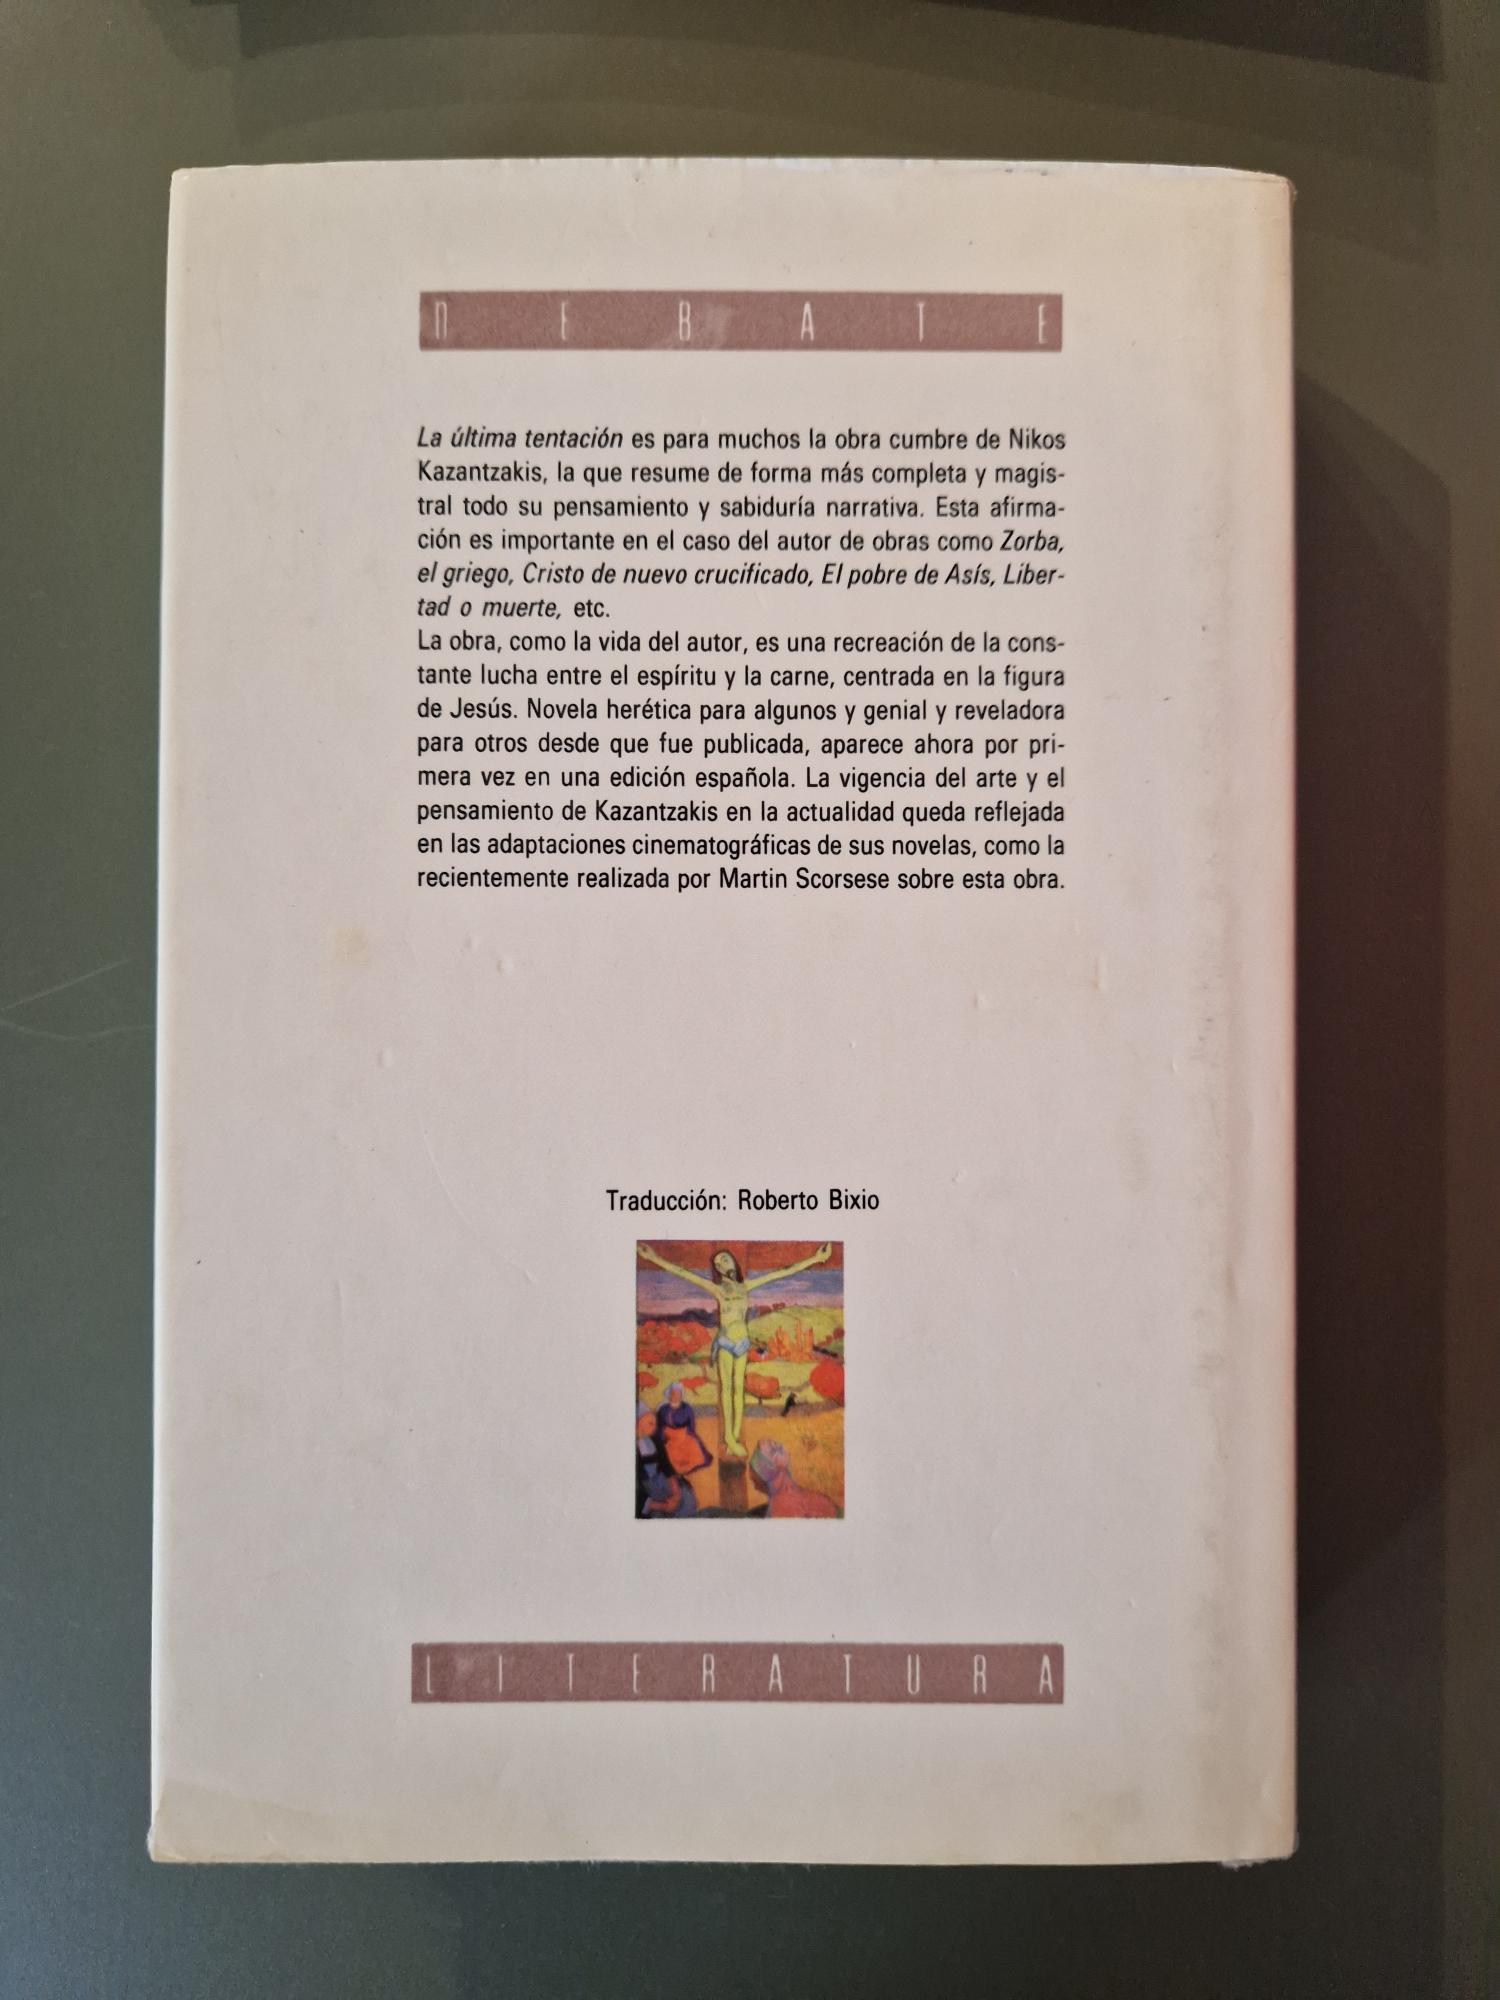 DEBATE
La última tentación es para muchos la obra cumbre de Nikos
Kazantzakis, la que resume de forma más completa y magis-
tral todo su pensamiento y sabiduría narrativa. Esta afirma-
ción es importante en el caso del autor de obras como Zorba,
el griego, Cristo de nuevo crucificado, El pobre de Asís, Liber-
tad o muerte, etc.
La obra, como la vida del autor, es una recreación de la cons-
tante lucha entre el espíritu y la carne, centrada en la figura
de Jesús. Novela herética para algunos y genial y reveladora
para otros desde que fue publicada, aparece ahora por pri-
mera vez en una edición española. La vigencia del arte y el
pensamiento de Kazantzakis en la actualidad queda reflejada
en las adaptaciones cinematográficas de sus novelas, como la
recientemente realizada por Martin Scorsese sobre esta obra.
Traducción: Roberto Bixio
LITERATURA